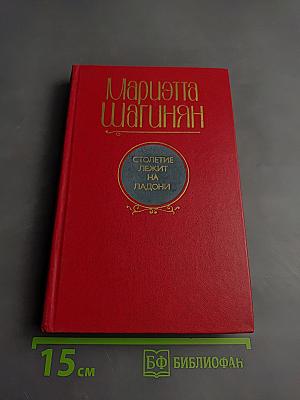 Мариэтта
Шагинян
СТОЛЕТИЕ
ЛЕЖИТ
НА
ЛАДОНИ
15 см
БФ БИБЛИОФАН